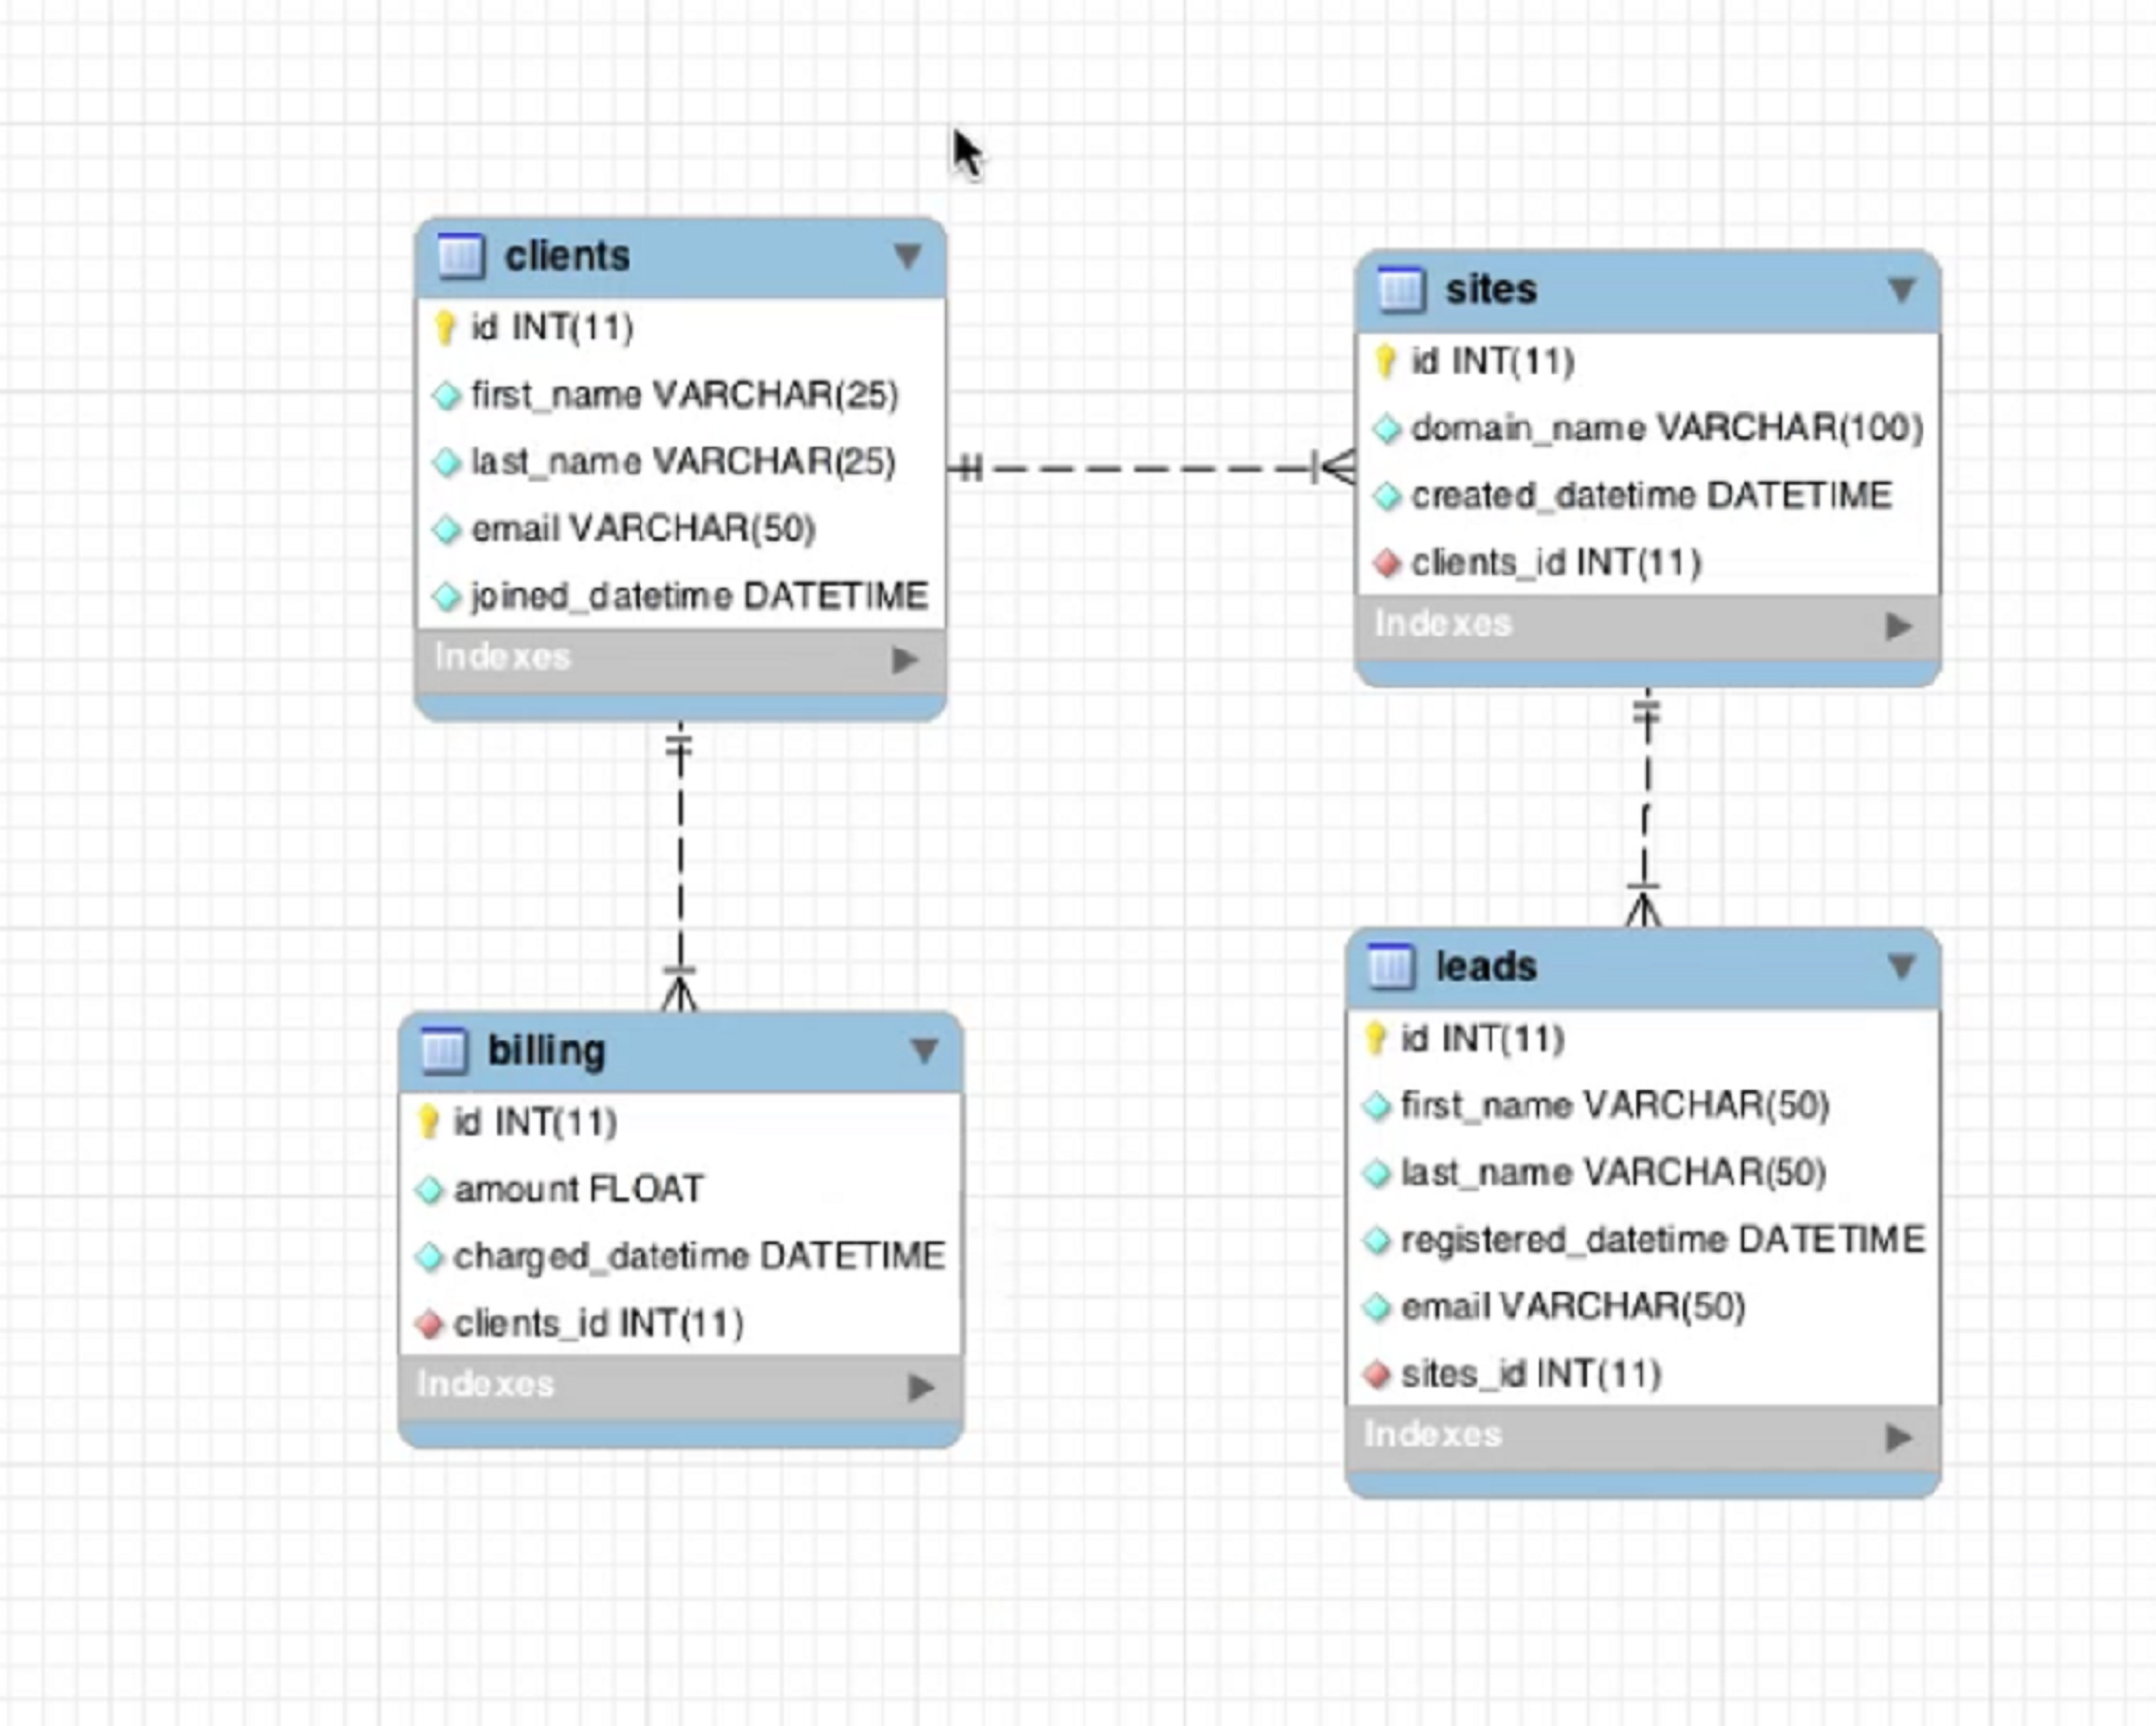 clients
id INT(11)
first_name VARCHAR(25)
last_name VARCHAR(25)
email VARCHAR(50)
joined_datetime DATETIME
Indexes
sites
id INT(11)
domain_name VARCHAR(100)
created_datetime DATETIME
clients_id INT(11)
Indexes
billing
id INT(11)
amount FLOAT
charged_datetime DATETIME
clients_id INT(11)
Indexes
leads
id INT(11)
first_name VARCHAR(50)
last_name VARCHAR(50)
registered_datetime DATETIME
email VARCHAR(50)
sites_id INT(11)
Indexes